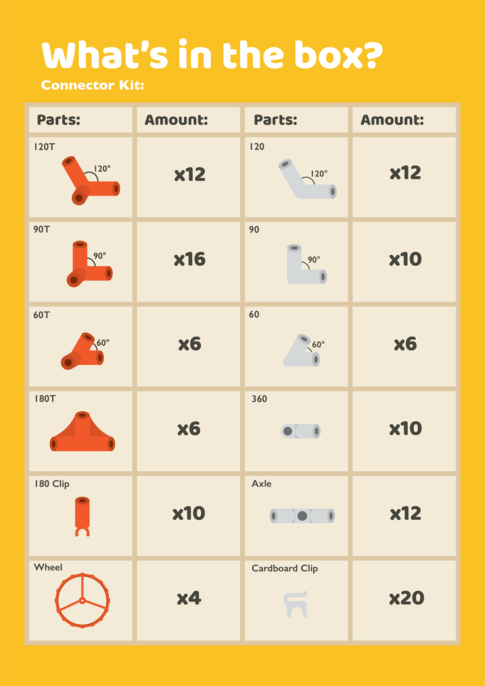 What's in the box?
Connector Kit:
Parts: Amount: Parts: Amount:
120T 120° x12 120 120° x12
90T 90° x16 90 90° x10
60T 60° x6 60 60° x6
180T x6 360 x10
180 Clip x10 Axle x12
Wheel x4 Cardboard Clip x20